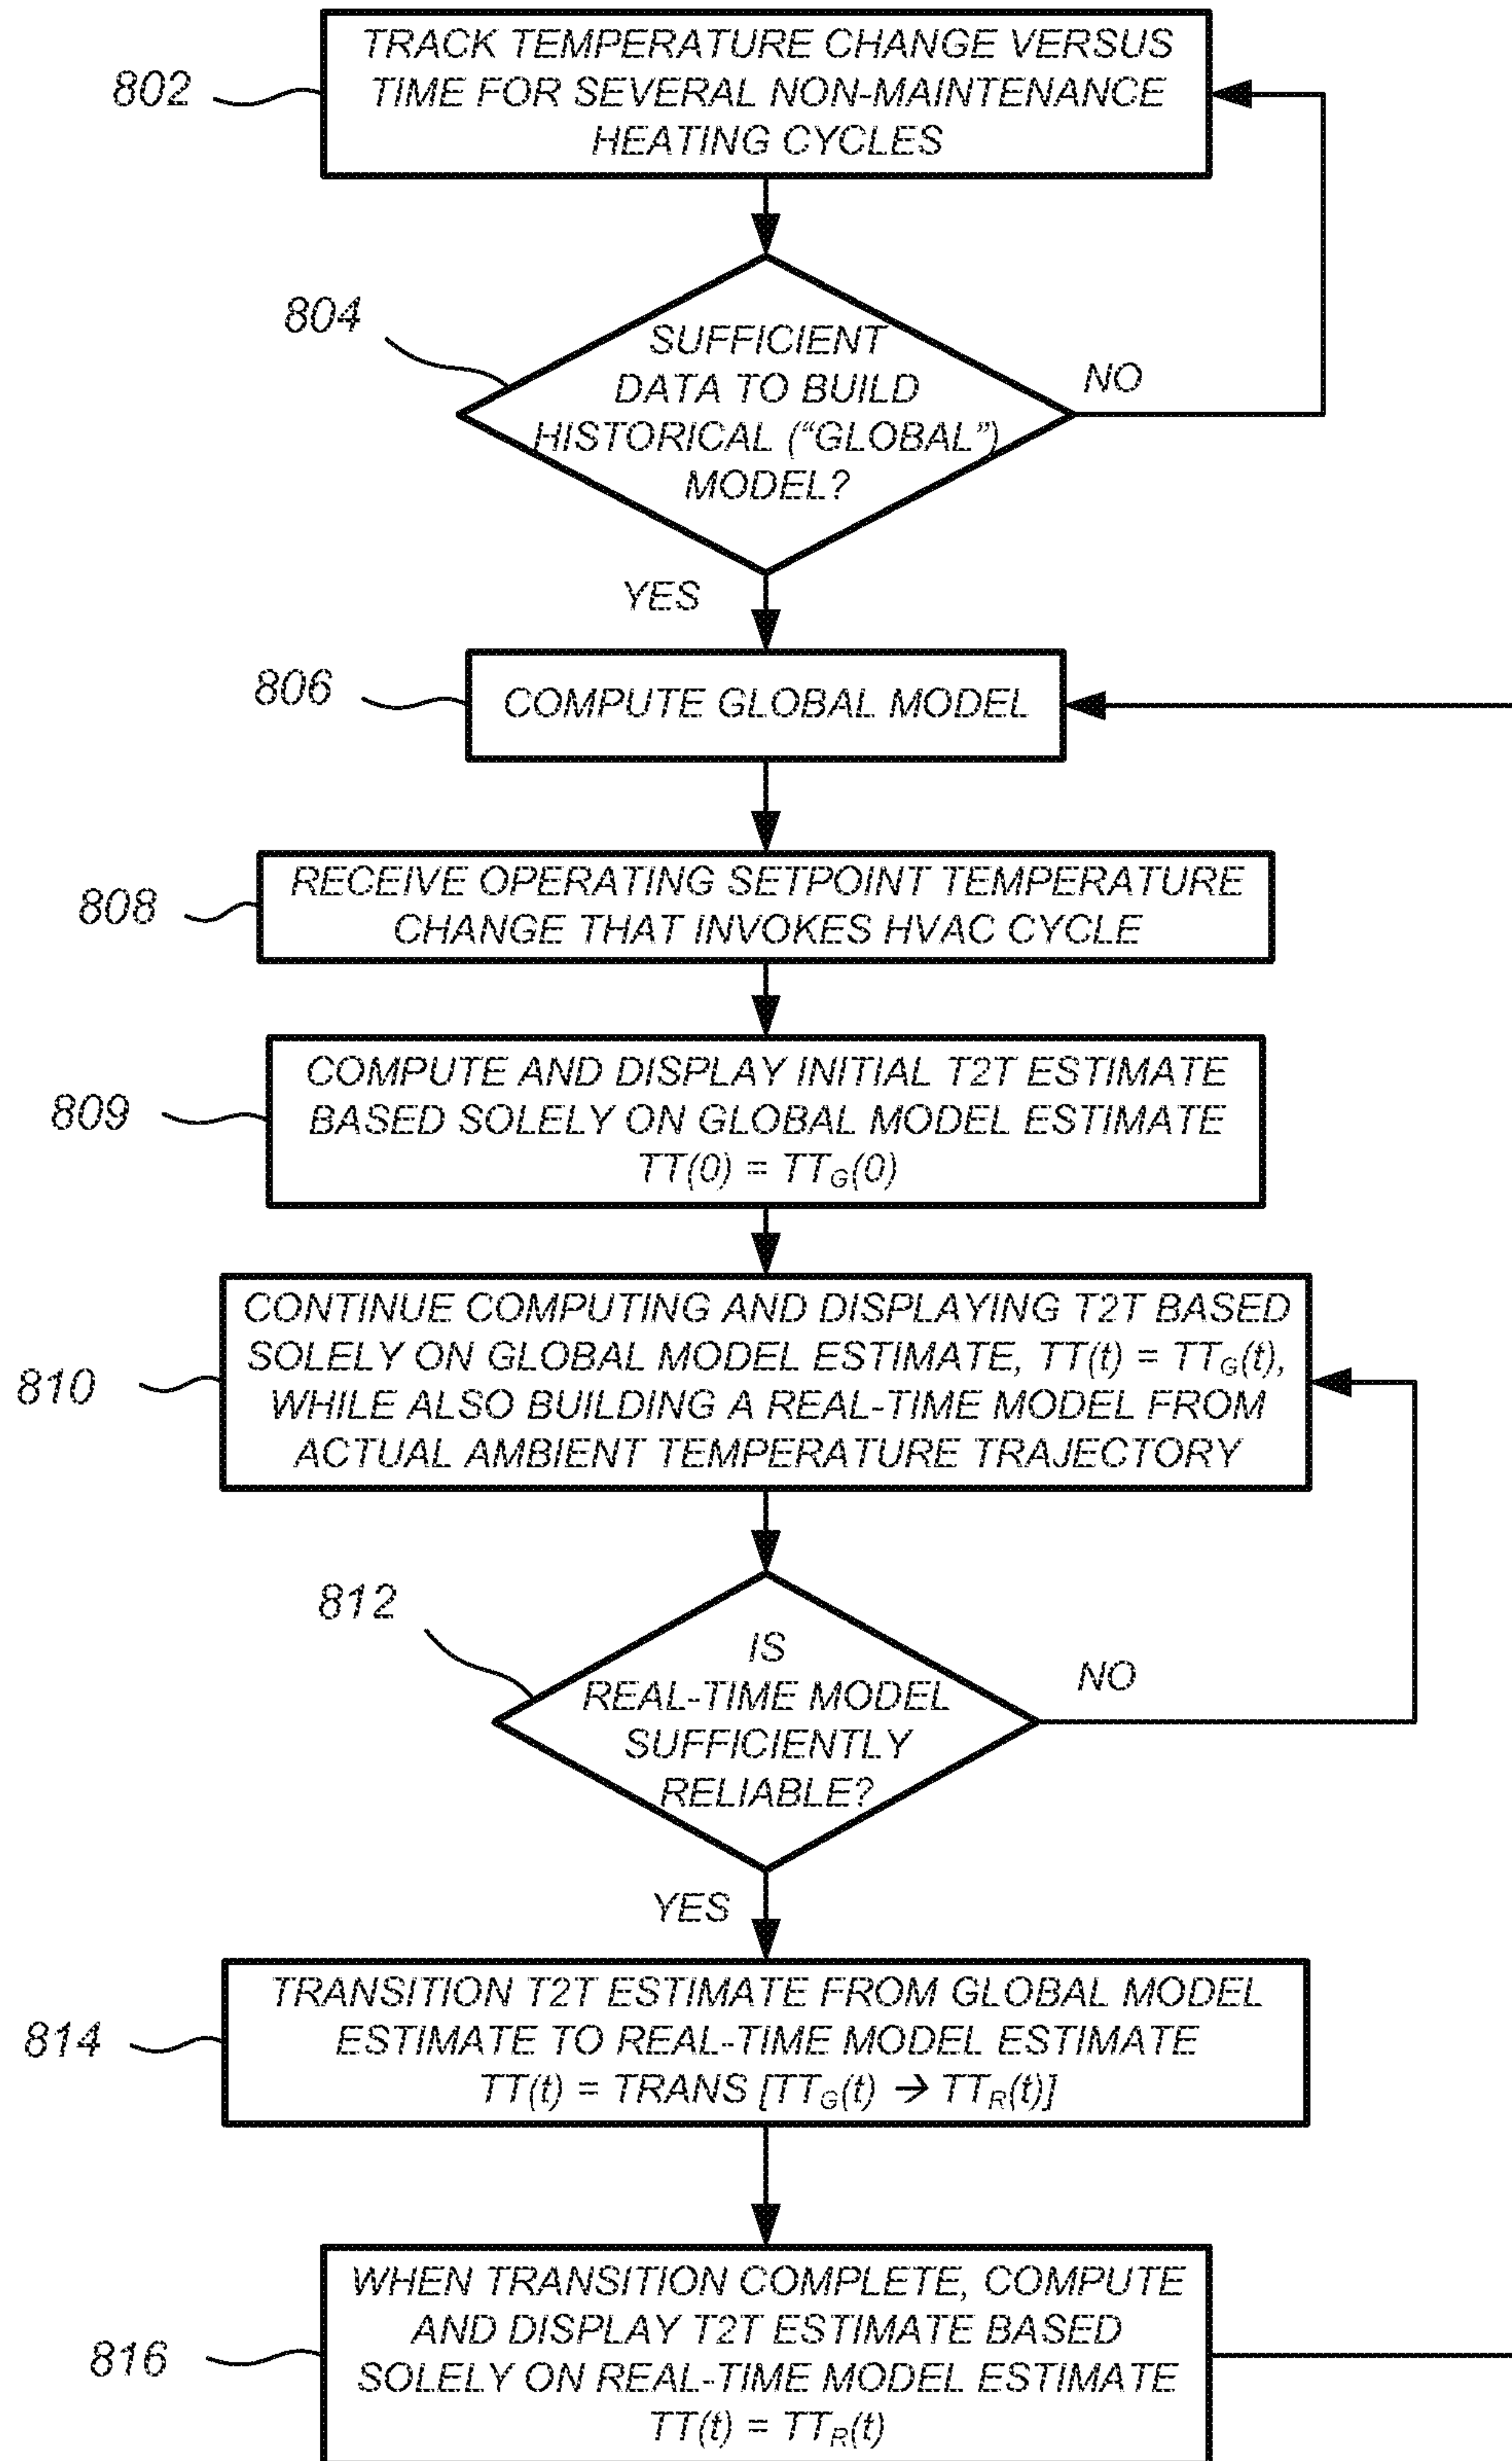 802
TRACK TEMPERATURE CHANGE VERSUS
TIME FOR SEVERAL NON-MAINTENANCE
HEATING CYCLES
804
SUFFICIENT
DATA TO BUILD
HISTORICAL (“GLOBAL”)
MODEL?
NO
YES
806
COMPUTE GLOBAL MODEL
808
RECEIVE OPERATING SETPOINT TEMPERATURE
CHANGE THAT INVOKES HVAC CYCLE
809
COMPUTE AND DISPLAY INITIAL T2T ESTIMATE
BASED SOLELY ON GLOBAL MODEL ESTIMATE
TT(0) = TT_G(0)
810
CONTINUE COMPUTING AND DISPLAYING T2T BASED
SOLELY ON GLOBAL MODEL ESTIMATE, TT(t) = TT_G(t),
WHILE ALSO BUILDING A REAL-TIME MODEL FROM
ACTUAL AMBIENT TEMPERATURE TRAJECTORY
812
IS
REAL-TIME MODEL
SUFFICIENTLY
RELIABLE?
NO
YES
814
TRANSITION T2T ESTIMATE FROM GLOBAL MODEL
ESTIMATE TO REAL-TIME MODEL ESTIMATE
TT(t) = TRANS [TT_G(t) → TT_R(t)]
816
WHEN TRANSITION COMPLETE, COMPUTE
AND DISPLAY T2T ESTIMATE BASED
SOLELY ON REAL-TIME MODEL ESTIMATE
TT(t) = TT_R(t)